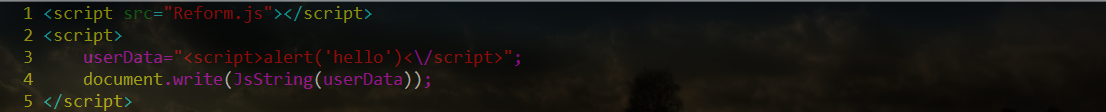 1 <script src="Reform.js"></script>
2 <script>
3     userData="<script>alert('hello')<\/script>";
4     document.write(JsString(userData));
5 </script>